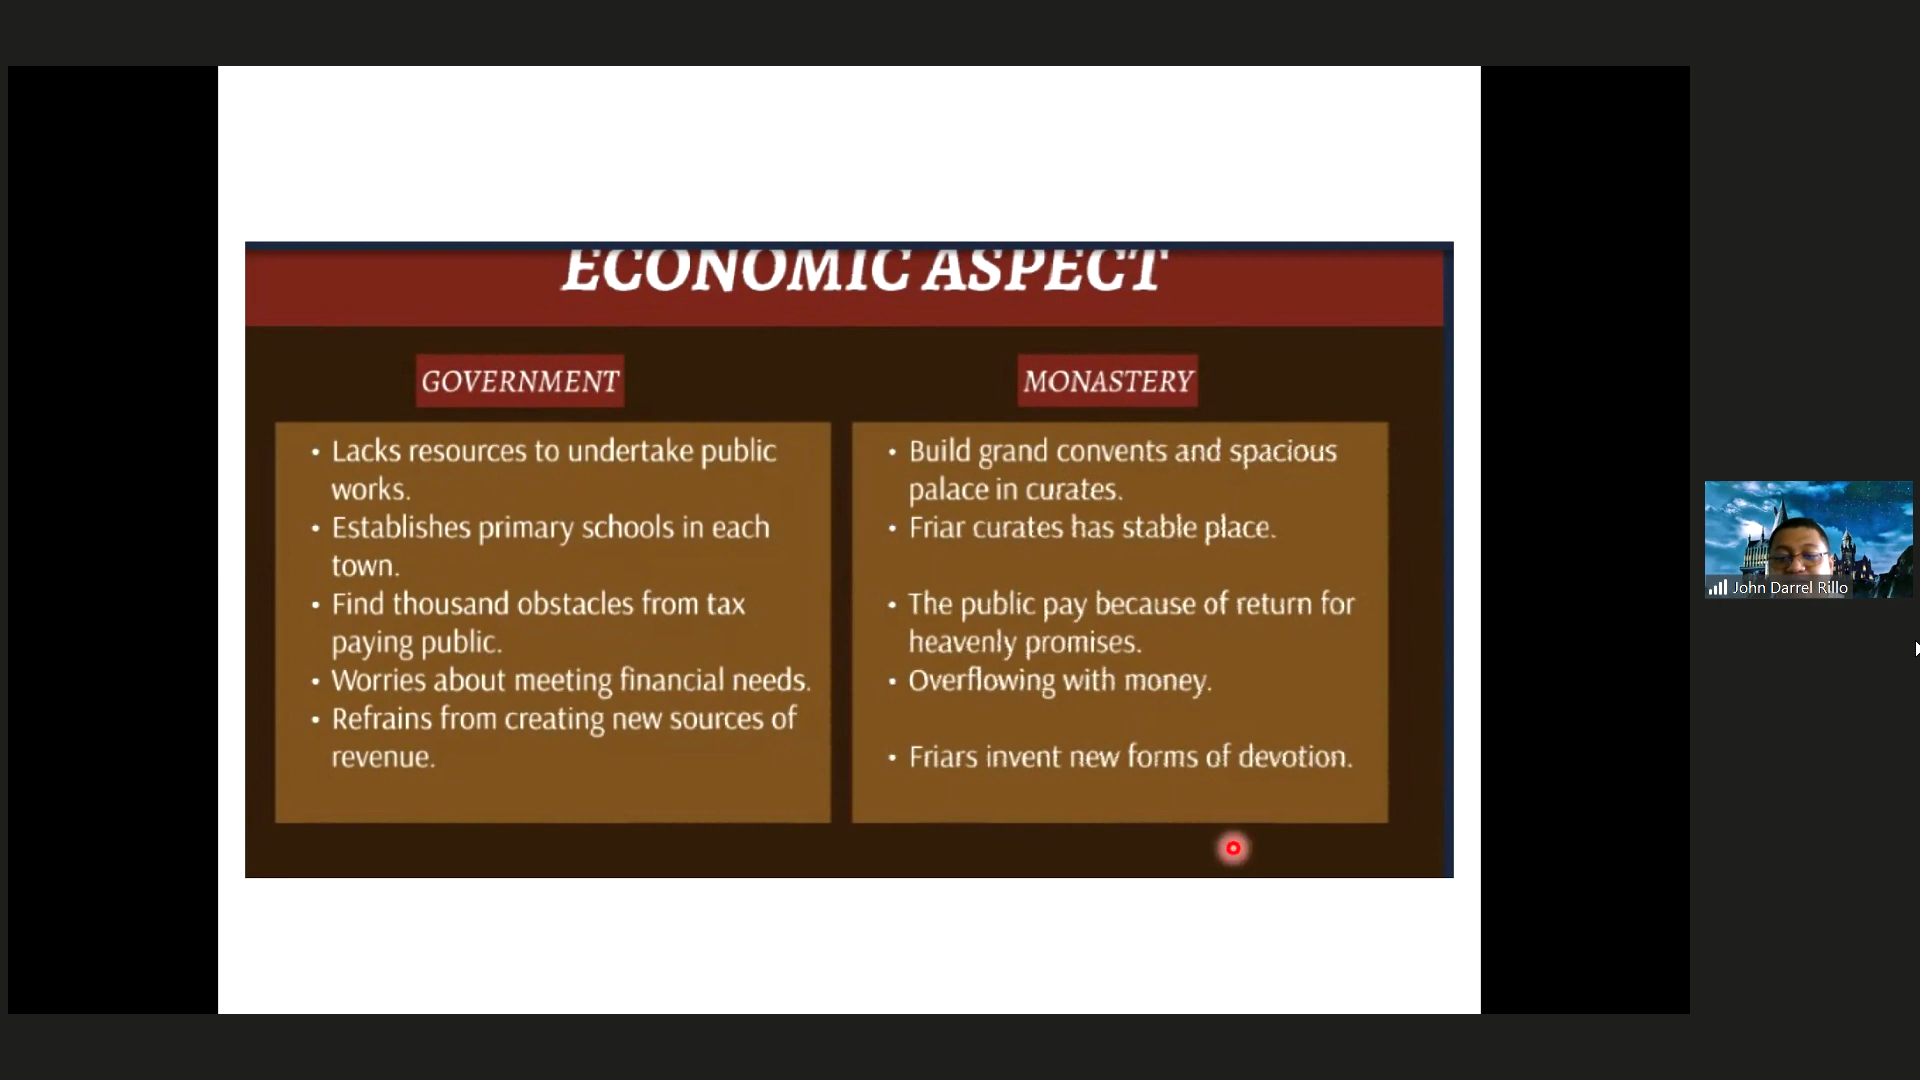 ECONOMIC ASPECT
GOVERNMENT
• Lacks resources to undertake public
works.
• Establishes primary schools in each
town.
• Find thousand obstacles from tax
paying public.
• Worries about meeting financial needs.
• Refrains from creating new sources of
revenue.
MONASTERY
• Build grand convents and spacious
palace in curates.
• Friar curates has stable place.
• The public pay because of return for
heavenly promises.
• Overflowing with money.
• Friars invent new forms of devotion.
John Darrel Rillo